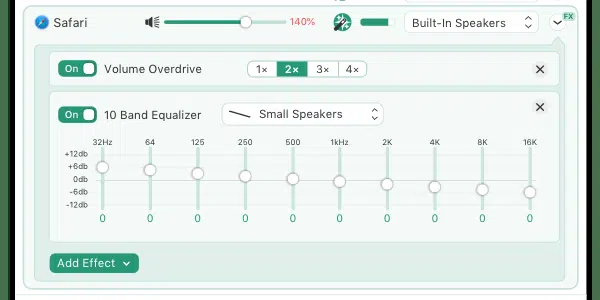 Safari 140% Built-In Speakers FX
On Volume Overdrive 1× 2× 3× 4×
On 10 Band Equalizer Small Speakers
32Hz 64 125 250 500 1kHz 2K 4K 8K 16K
+12db
+6db
0db
-6db
-12db
0 0 0 0 0 0 0 0 0 0
Add Effect